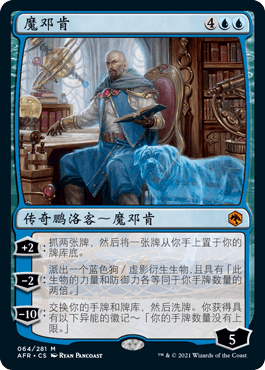 魔邓肯 4
传奇鹏洛客～魔邓肯
+2 抓两张牌，然后将一张牌从你手上置于你的
牌库底。
-2 派出一个蓝色狗／虚影衍生生物，且具有「此
生物的力量和防御力各等同于你手牌数量的
两倍。」
-10 交换你的手牌和牌库，然后洗牌。你获得具
有以下异能的徽记～「你的手牌数量没有上
限。」
5
064/281 M
AFR • CS RYAN PANCOAST
™ & © 2021 Wizards of the Coast